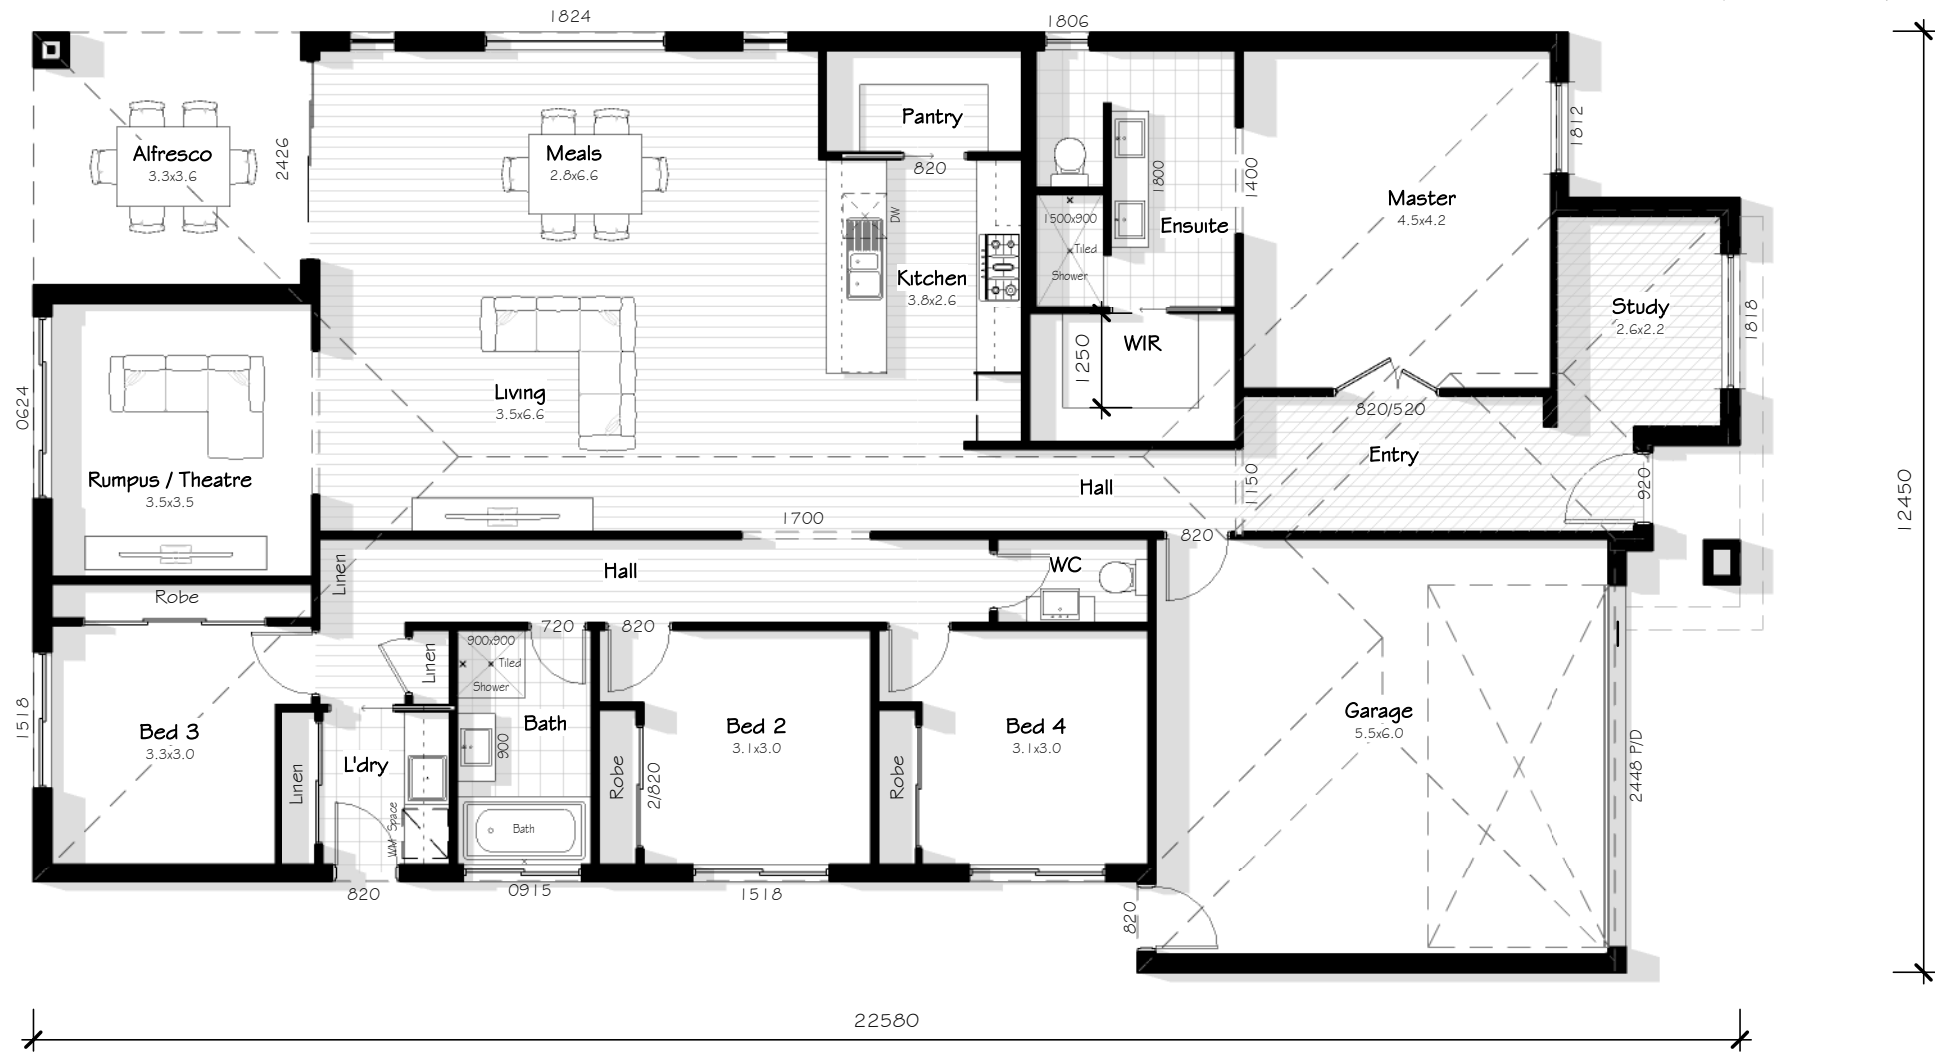 1824
1806
Alfresco
3.3x3.6
2426
Meals
2.8x6.6
Pantry
820
DW
Kitchen
3.8x2.6
1500x900
Tiled
Shower
1800
Ensuite
1400
Master
4.5x4.2
1812
Study
2.6x2.2
1818
WIR
1250
Living
3.5x6.6
820/520
Entry
920
1150
Hall
0624
Rumpus / Theatre
3.5x3.5
1700
820
Linen
Hall
WC
Robe
720
820
900x900
Tiled
Shower
Linen
1518
Bed 3
3.3x3.0
Linen
L'dry
WM Space
Bath
900
Bath
Robe
2/820
Bed 2
3.1x3.0
Robe
Bed 4
3.1x3.0
Garage
5.5x6.0
2448 P/D
820
0915
1518
820
12450
22580